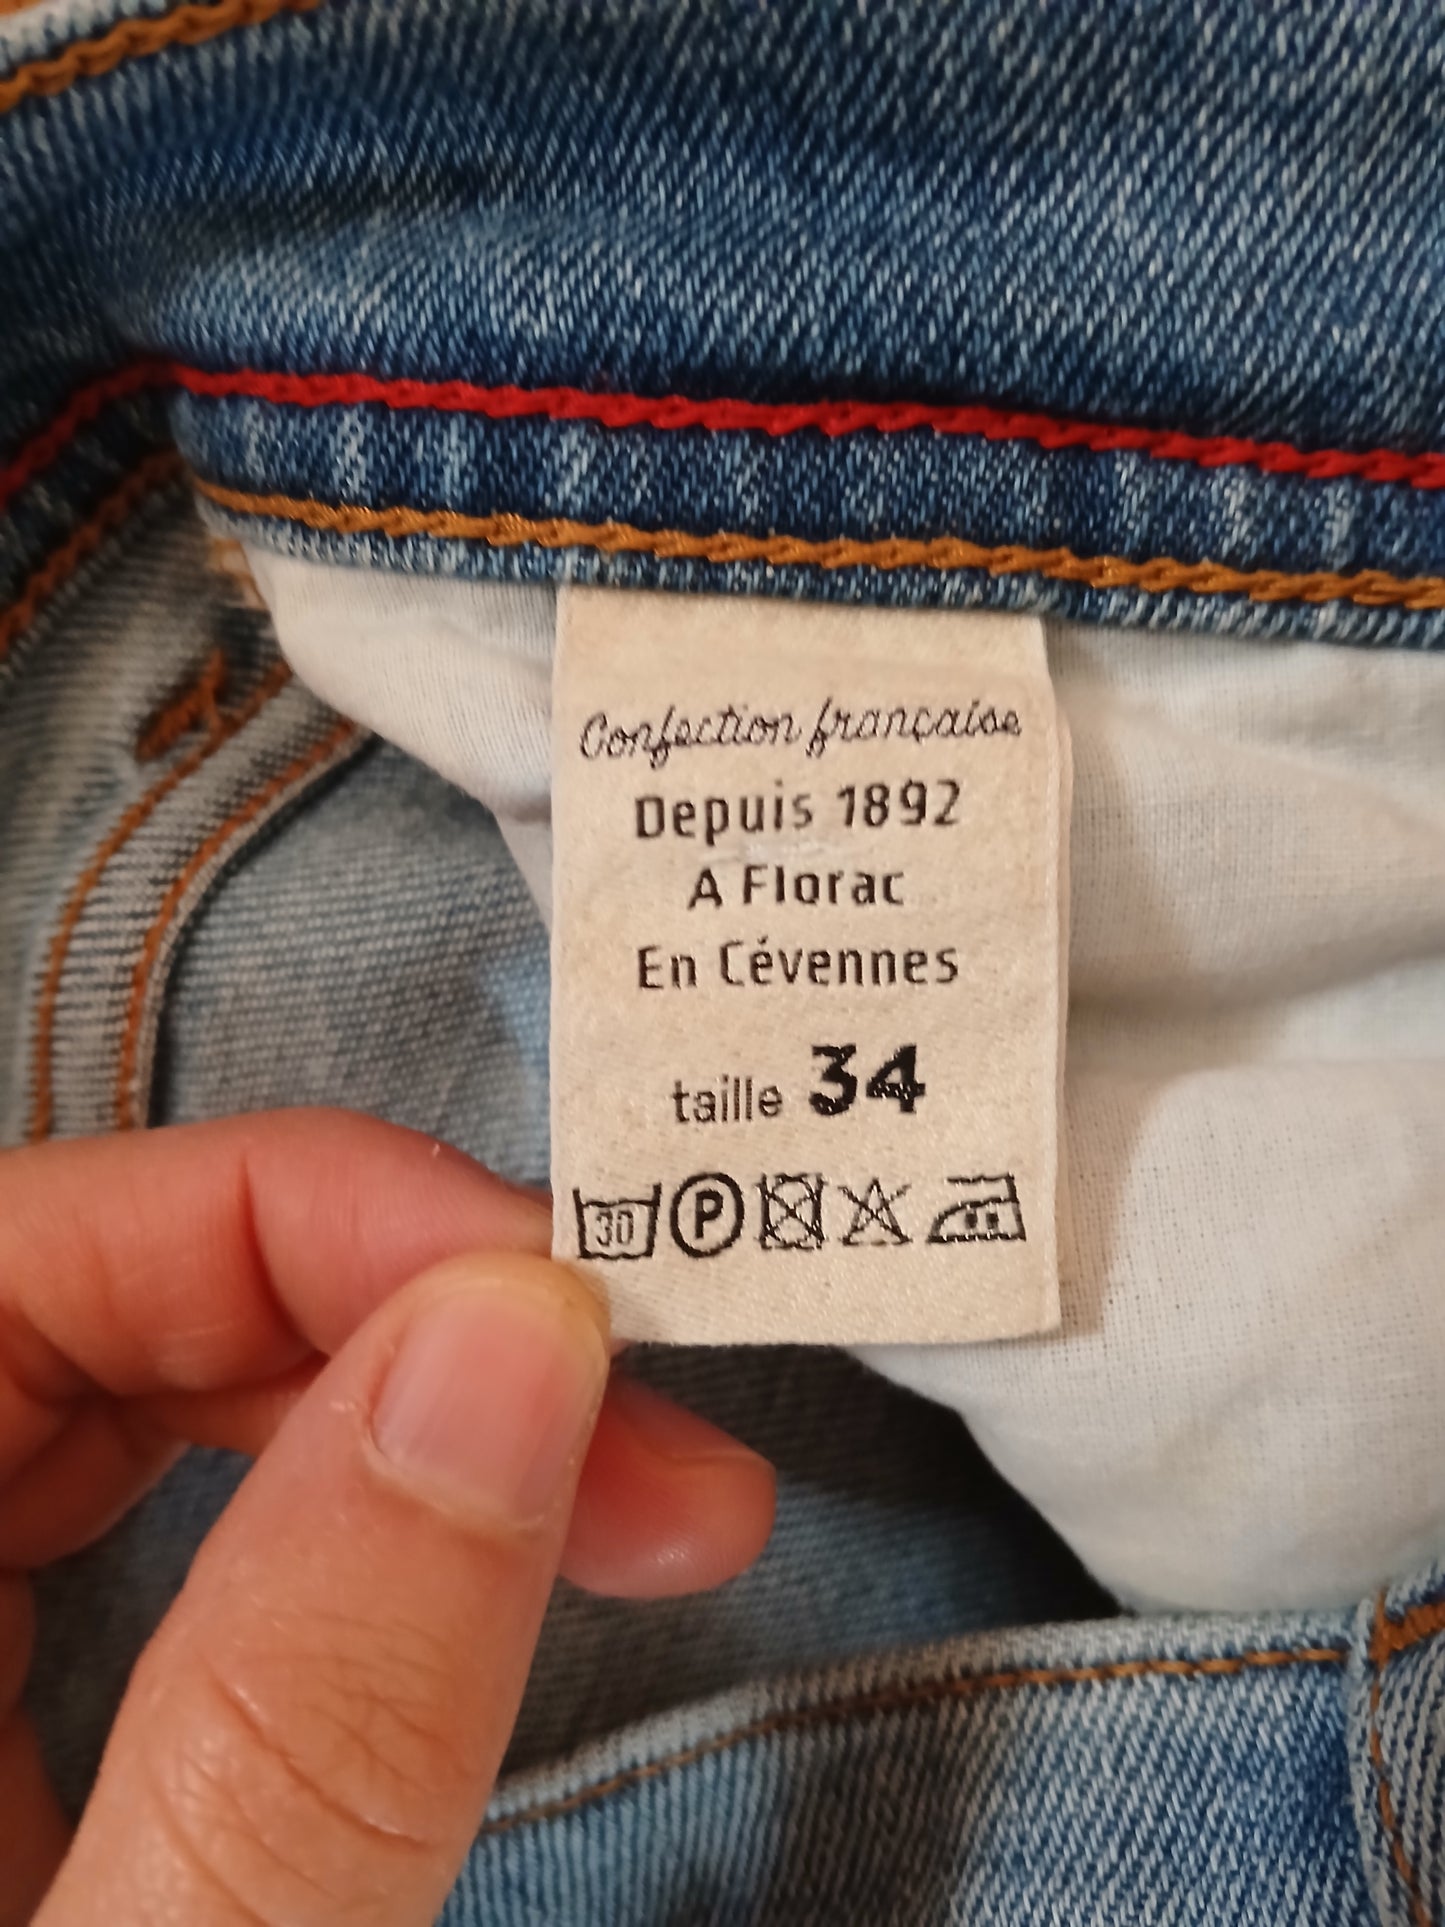 Confection française
Depuis 1892
A Florac
En Cévennes
taille 34
30 P